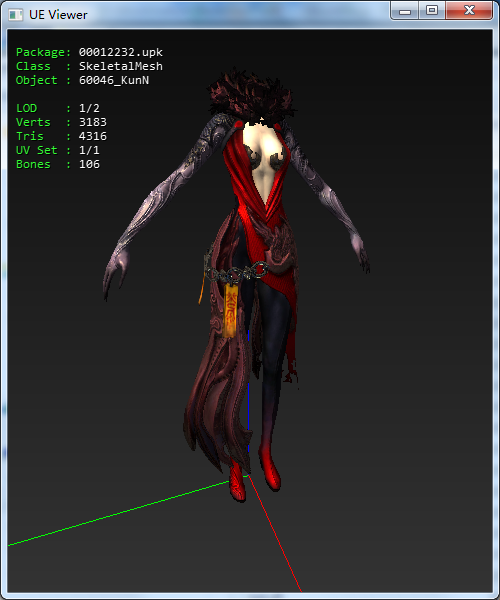 UE Viewer
Package: 00012232.upk
Class  : SkeletalMesh
Object : 60046_KunN
LOD    : 1/2
Verts  : 3183
Tris   : 4316
UV Set : 1/1
Bones  : 106